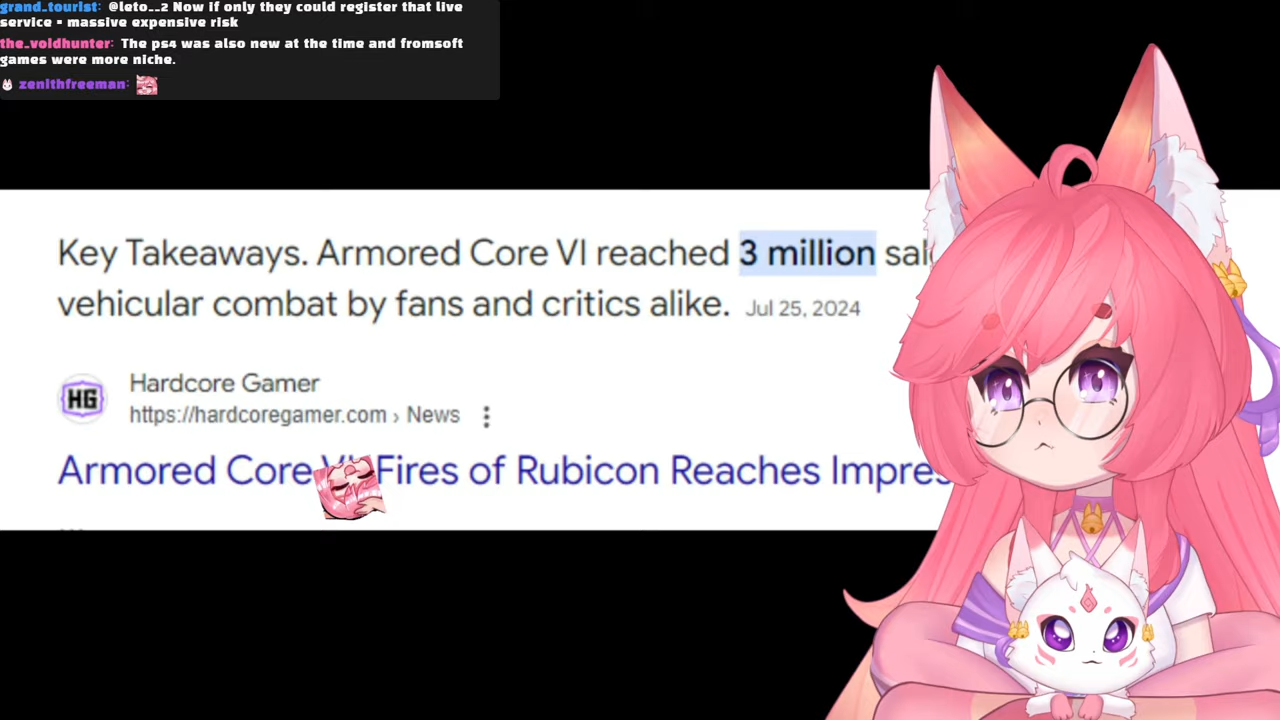 grand_tourist: @leto__2 Now if only they could register that live
service = massive expensive risk
the_voidhunter: The ps4 was also new at the time and fromsoft
games were more niche.
zenithfreeman:
Key Takeaways. Armored Core VI reached 3 million
vehicular combat by fans and critics alike. Jul 25, 2024
HG
Hardcore Gamer
https://hardcoregamer.com › News
Armored Core VI: Fires of Rubicon Reaches